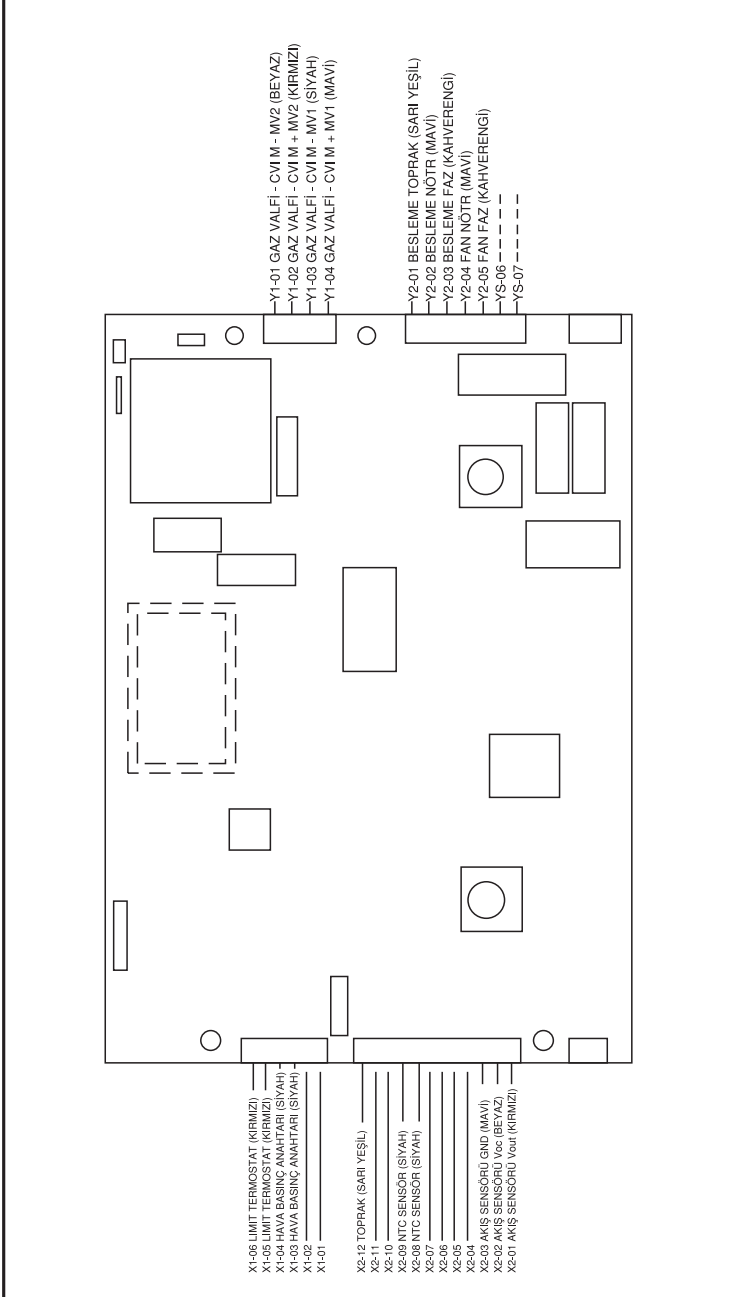 Y1-01 GAZ VALFİ - CVI M - MV2 (BEYAZ)
Y1-02 GAZ VALFİ - CVI M + MV2 (KIRMIZI)
Y1-03 GAZ VALFİ - CVI M - MV1 (SİYAH)
Y1-04 GAZ VALFİ - CVI M + MV1 (MAVİ)
Y2-01 BESLEME TOPRAK (SARI YEŞİL)
Y2-02 BESLEME NÖTR (MAVİ)
Y2-03 BESLEME FAZ (KAHVERENGİ)
Y2-04 FAN NÖTR (MAVİ)
Y2-05 FAN FAZ (KAHVERENGİ)
YS-06
YS-07
X1-06 LIMIT TERMOSTAT (KIRMIZI)
X1-05 LIMIT TERMOSTAT (KIRMIZI)
X1-04 HAVA BASINÇ ANAHTARI (SİYAH)
X1-03 HAVA BASINÇ ANAHTARI (SİYAH)
X1-02
X1-01
X2-12 TOPRAK (SARI YEŞİL)
X2-11
X2-10
X2-09 NTC SENSÖR (SİYAH)
X2-08 NTC SENSÖR (SİYAH)
X2-07
X2-06
X2-05
X2-04
X2-03 AKIŞ SENSÖRÜ GND (MAVİ)
X2-02 AKIŞ SENSÖRÜ Voc (BEYAZ)
X2-01 AKIŞ SENSÖRÜ Vout (KIRMIZI)